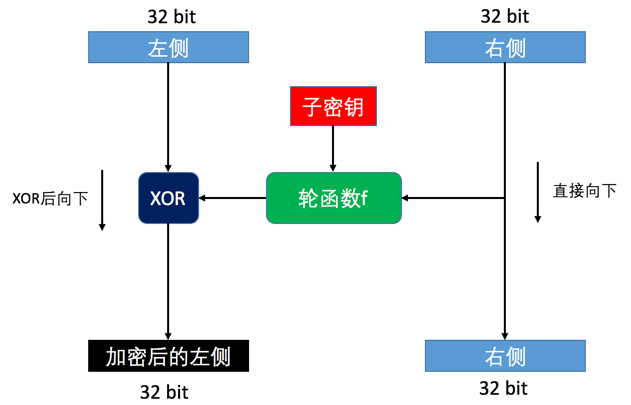 32 bit
32 bit
左侧
右侧
子密钥
XOR后向下
XOR
轮函数f
直接向下
加密后的左侧
右侧
32 bit
32 bit